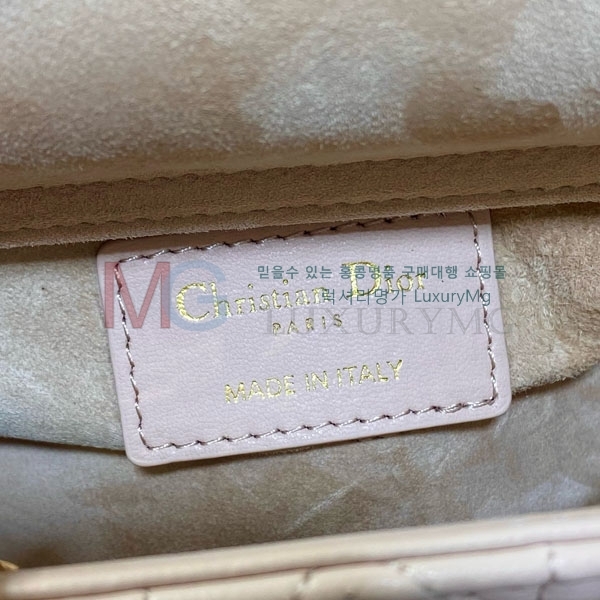 믿을수 있는 홍콩명품 구매대행 쇼핑몰
럭셔리명가 LuxuryMg
MG LUXURYMG
Christian Dior
PARIS
MADE IN ITALY